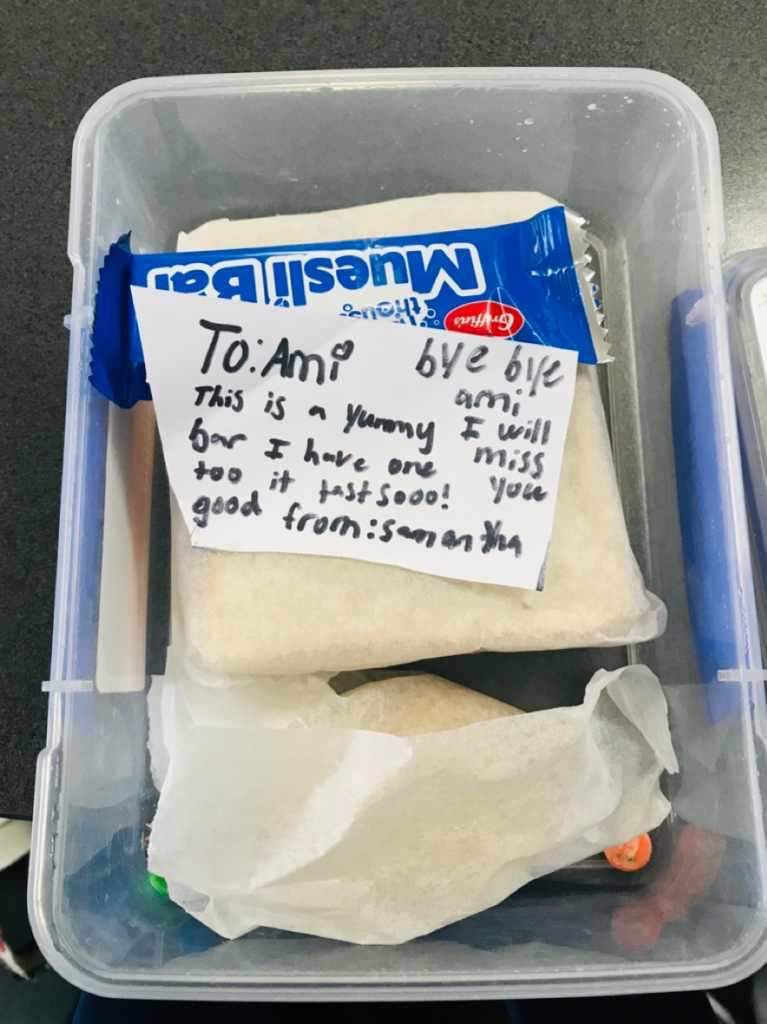 Muesli Bar
Griffin's
To: Ami
This is a yummy
bar I have one
too it tast sooo!
good from: samantha
bye bye
ami
I will
miss
you